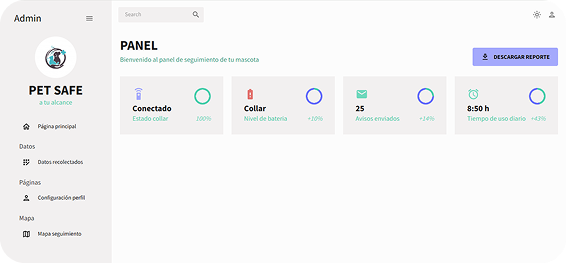 Admin
PET SAFE
a tu alcance
Página principal
Datos
Datos recolectados
Páginas
Configuración perfil
Mapa
Mapa seguimiento
Search
PANEL
Bienvenido al panel de seguimiento de tu mascota
DESCARGAR REPORTE
Conectado
Estado collar 100%
Collar
Nivel de batería +10%
25
Avisos enviados +14%
8:50 h
Tiempo de uso diario +43%